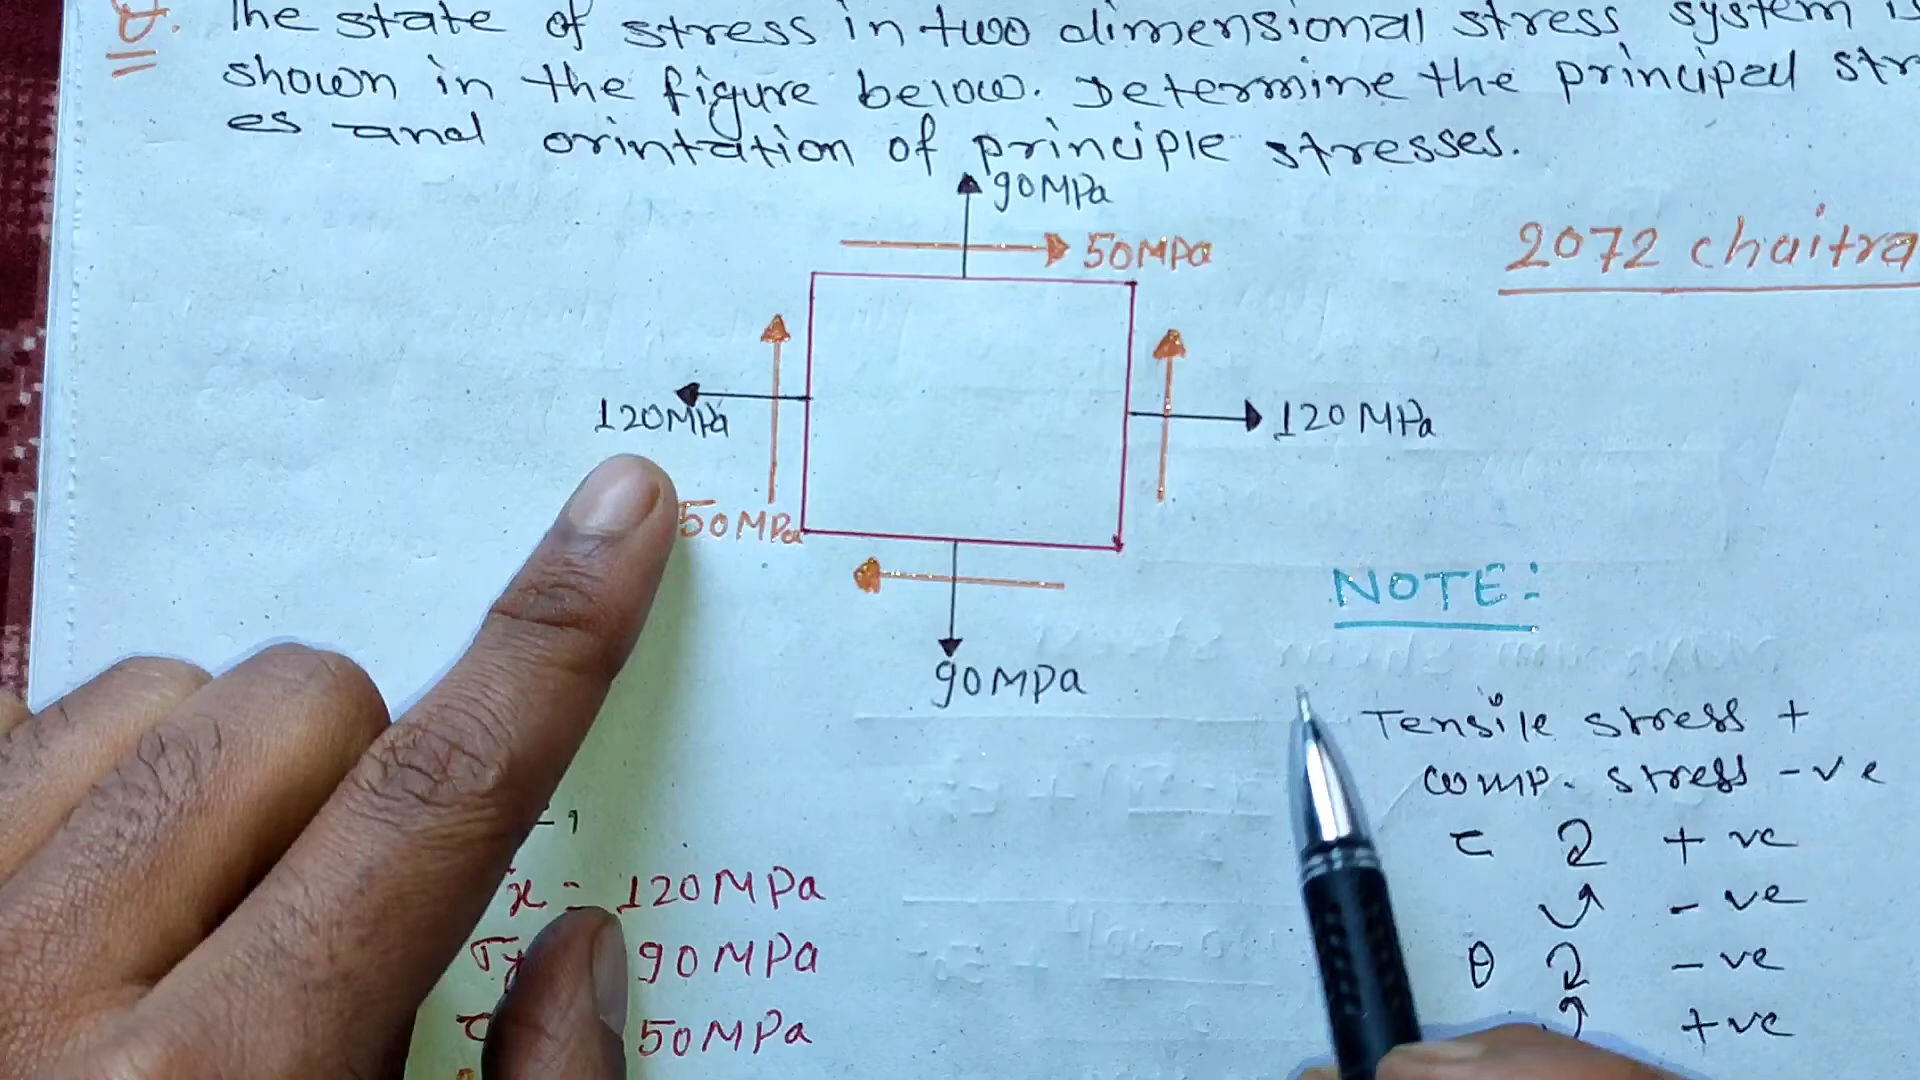 Q. The state of stress in two dimensional stress system is
shown in the figure below. Determine the principal str
es and orintation of principle stresses.
90MPa
50MPa
2072 chaitra
120MPa
120MPa
50MPa
90MPa
NOTE:
Tensile stress +
comp. stress -ve
τ + ve
- ve
θ - ve
+ve
x = 120MPa
σy 90MPa
τ 50MPa